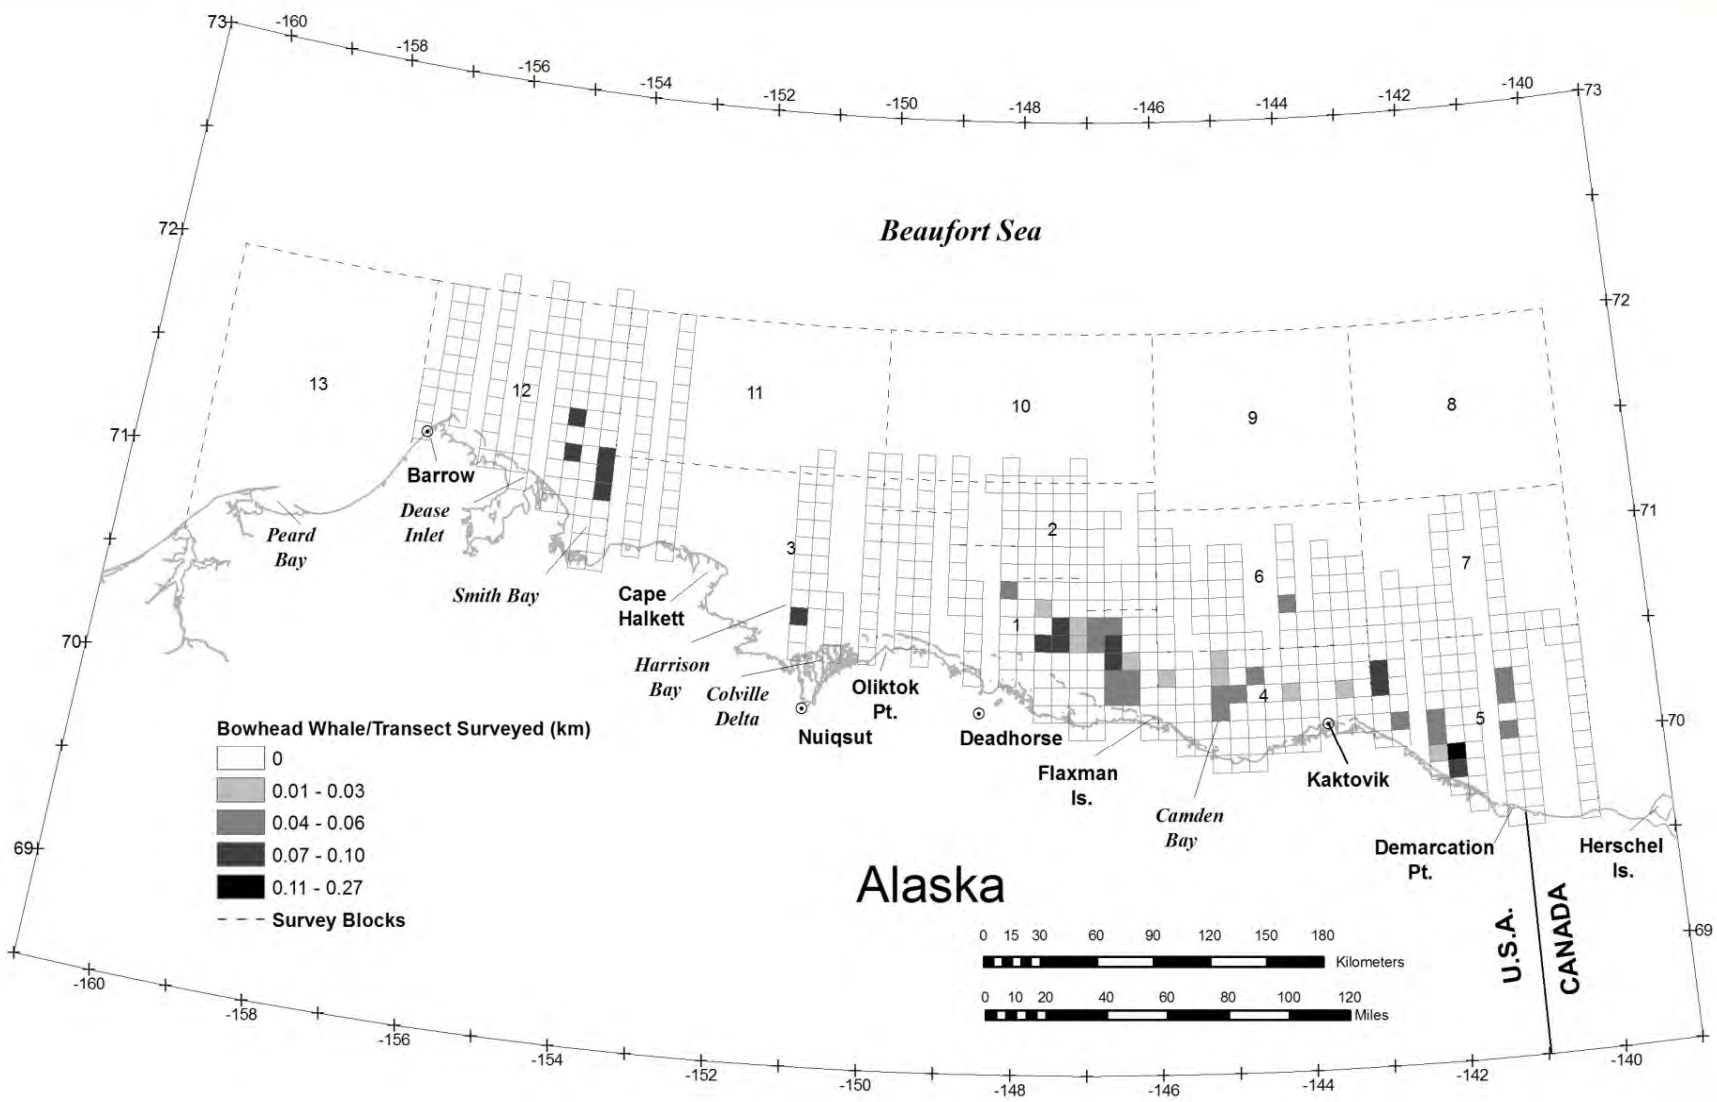 73
-160
-158
-156
-154
-152
-150
-148
-146
-144
-142
-140
73
72
Beaufort Sea
72
13
12
11
10
9
8
71
Barrow
Dease
Inlet
Peard
Bay
Smith Bay
Cape
Halkett
3
2
6
7
71
70
Harrison
Bay
Colville
Delta
Oliktok
Pt.
1
4
5
70
Nuiqsut
Deadhorse
Flaxman
Is.
Kaktovik
Camden
Bay
Demarcation
Pt.
Herschel
Is.
Bowhead Whale/Transect Surveyed (km)
0
0.01 - 0.03
0.04 - 0.06
0.07 - 0.10
0.11 - 0.27
Survey Blocks
69
Alaska
U.S.A.
CANADA
69
0 15 30 60 90 120 150 180
Kilometers
0 10 20 40 60 80 100 120
Miles
-160
-158
-156
-154
-152
-150
-148
-146
-144
-142
-140